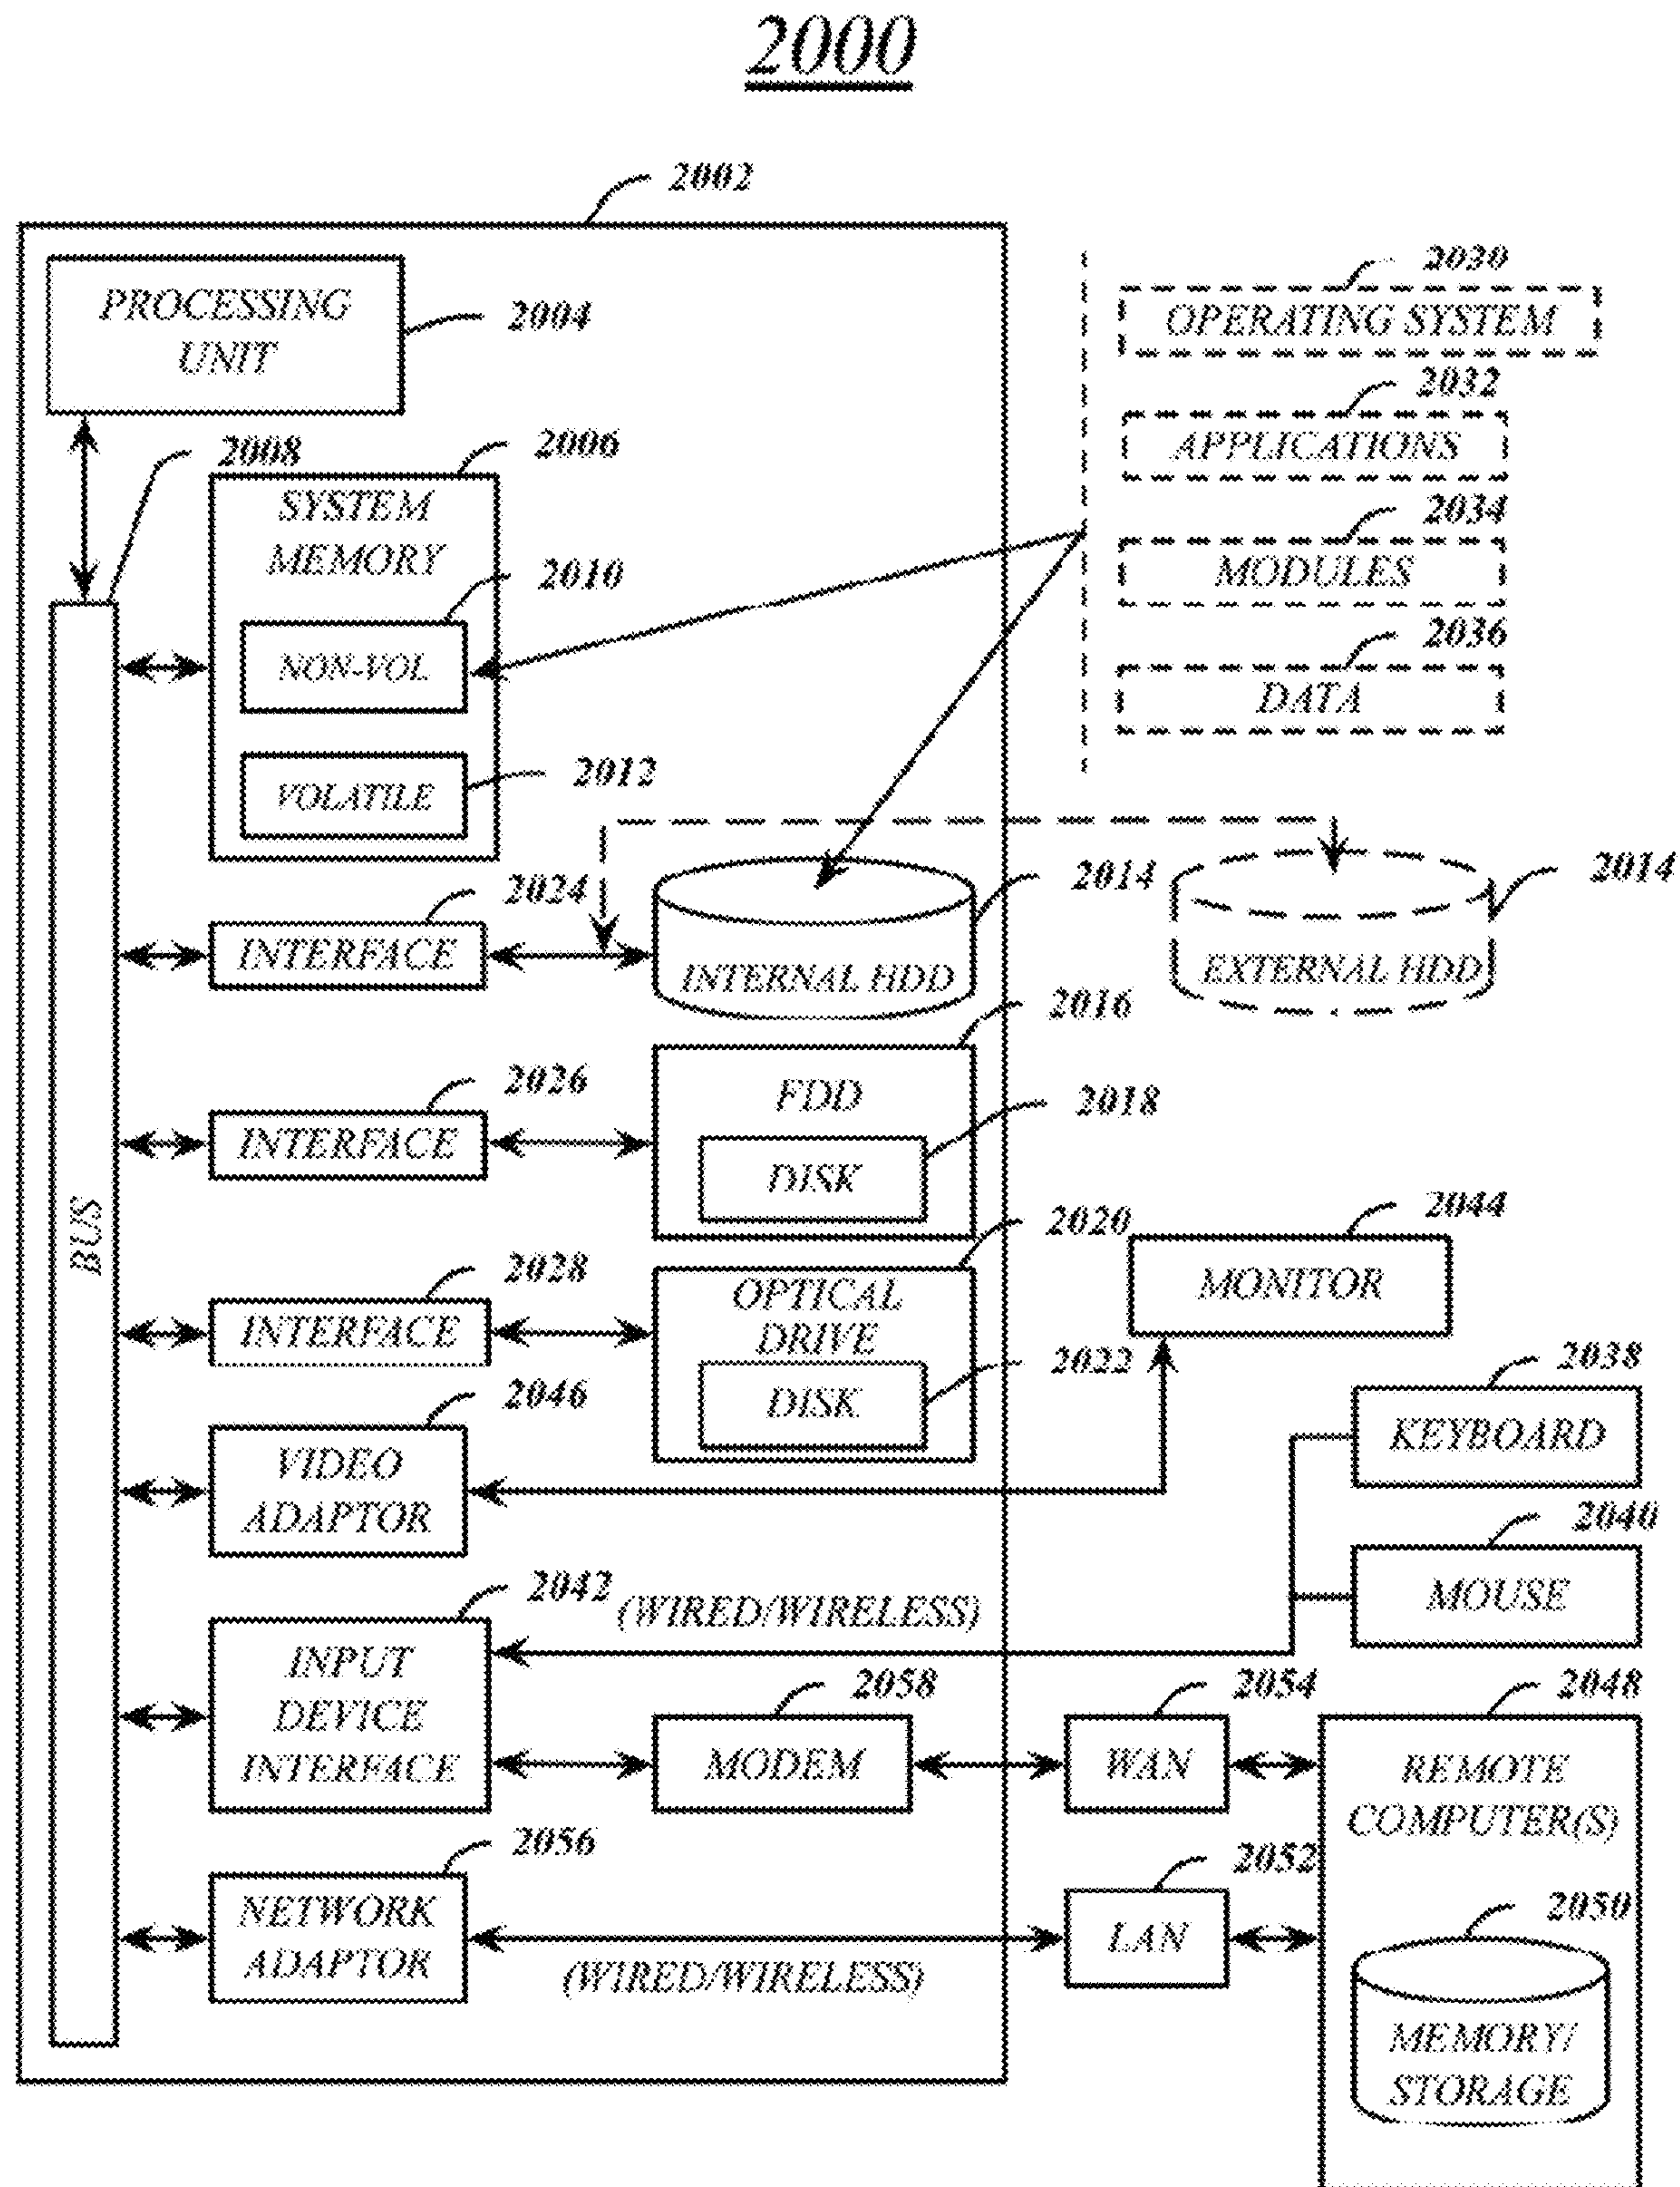 2000
2002
PROCESSING
UNIT
2004
2030
OPERATING SYSTEM
2032
APPLICATIONS
2034
MODULES
2036
DATA
2008
2006
SYSTEM
MEMORY
2010
NON-VOL
2012
VOLATILE
BUS
2024
INTERFACE
2014
INTERNAL HDD
2014
EXTERNAL HDD
2026
INTERFACE
2016
FDD
2018
DISK
2028
INTERFACE
2020
OPTICAL
DRIVE
2022
DISK
2044
MONITOR
2046
VIDEO
ADAPTOR
2038
KEYBOARD
2040
MOUSE
2042
(WIRED/WIRELESS)
INPUT
DEVICE
INTERFACE
2058
MODEM
2054
WAN
2048
REMOTE
COMPUTER(S)
2056
NETWORK
ADAPTOR
(WIRED/WIRELESS)
2052
LAN
2050
MEMORY/
STORAGE